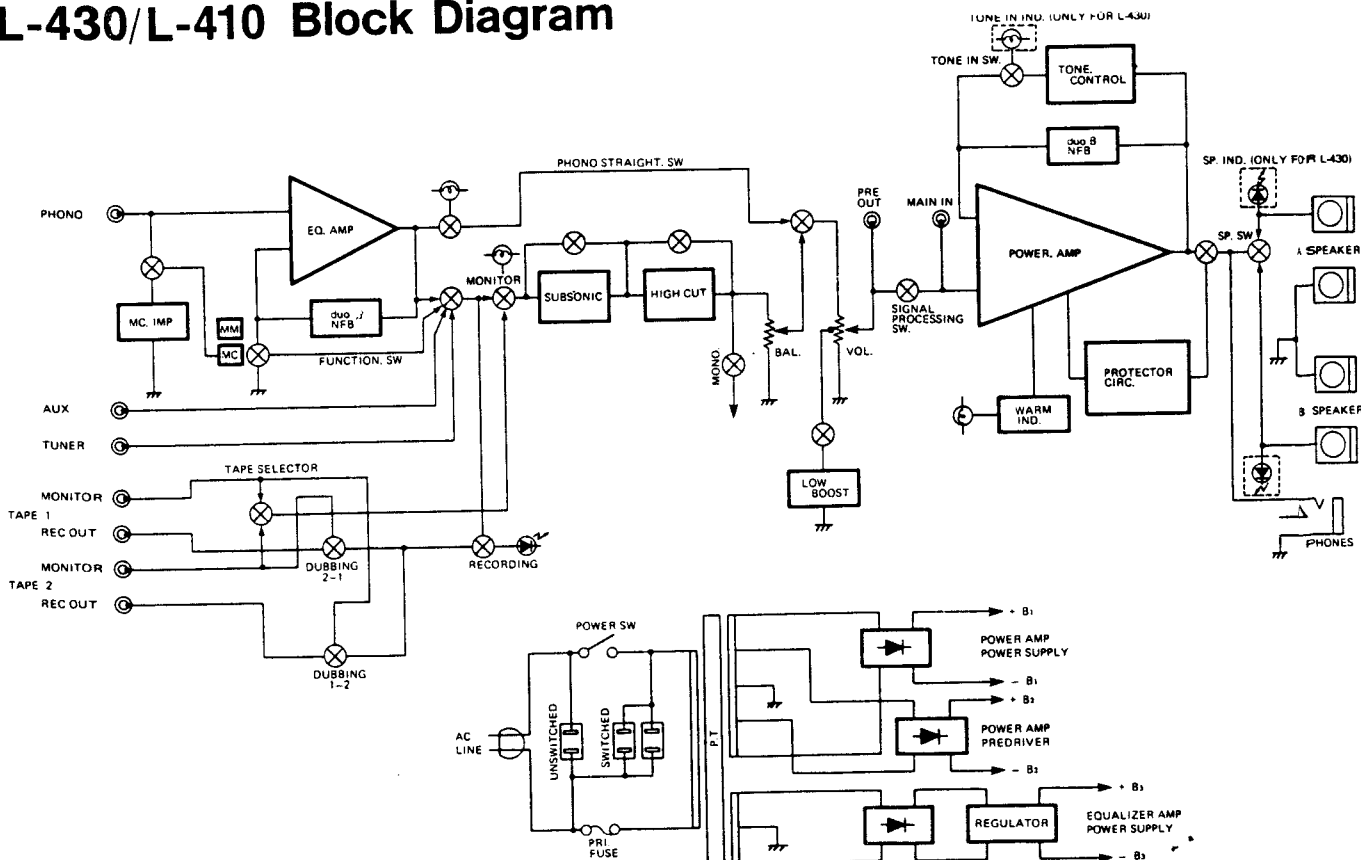 L-430/L-410 Block Diagram
TONE IN IND. (ONLY FOR L-430)
TONE IN SW.
TONE. CONTROL
duo β NFB
PHONO STRAIGHT. SW
SP. IND. (ONLY FOR L-430)
PHONO
EQ. AMP
PRE OUT
MAIN IN
POWER. AMP
SP. SW
A SPEAKER
MONITOR
SUBSONIC
HIGH CUT
MC. IMP
MM
MC
duo β NFB
FUNCTION. SW
MONO.
BAL.
VOL.
SIGNAL PROCESSING SW.
PROTECTOR CIRC.
WARM IND.
B SPEAKER
AUX
TUNER
TAPE SELECTOR
LOW BOOST
MONITOR
TAPE 1
REC OUT
MONITOR
TAPE 2
REC OUT
DUBBING 2-1
RECORDING
PHONES
DUBBING 1-2
POWER SW
AC LINE
UNSWITCHED
SWITCHED
PRI. FUSE
P.T
+ B1
POWER AMP POWER SUPPLY
- B1
+ B2
POWER AMP PREDRIVER
- B2
+ B3
REGULATOR
EQUALIZER AMP POWER SUPPLY
- B3